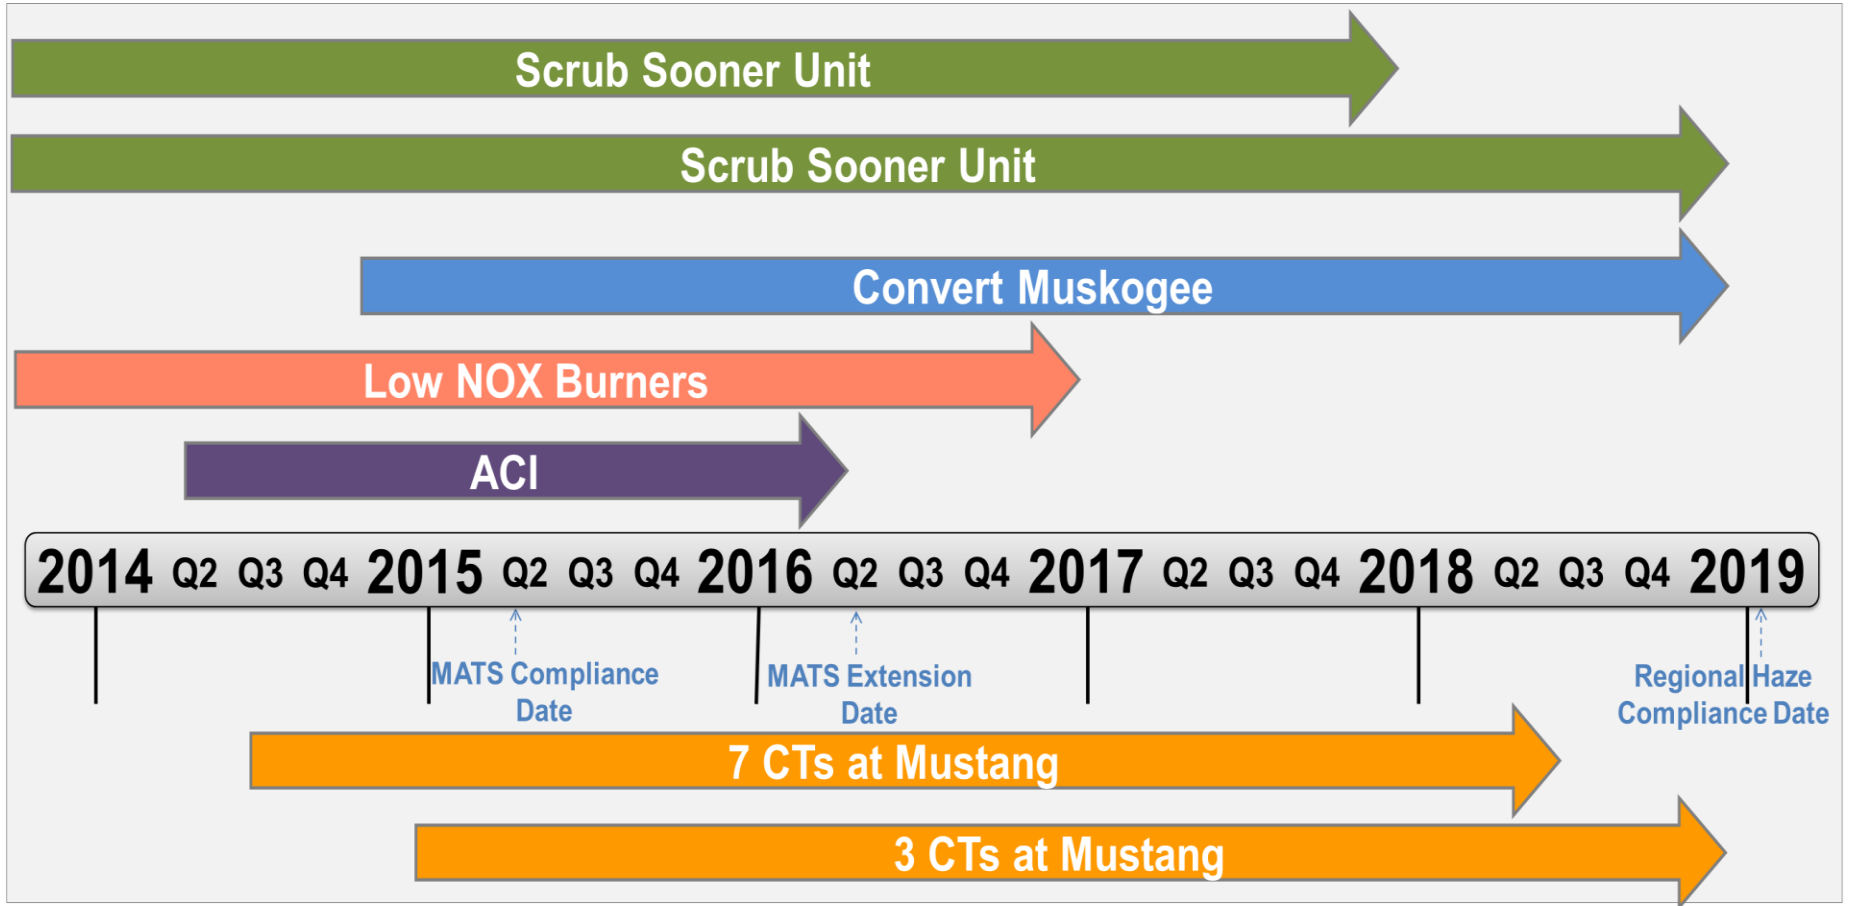 Scrub Sooner Unit
Scrub Sooner Unit
Convert Muskogee
Low NOX Burners
ACI
2014 Q2 Q3 Q4 2015 Q2 Q3 Q4 2016 Q2 Q3 Q4 2017 Q2 Q3 Q4 2018 Q2 Q3 Q4 2019
MATS Compliance
Date
MATS Extension
Date
Regional Haze
Compliance Date
7 CTs at Mustang
3 CTs at Mustang